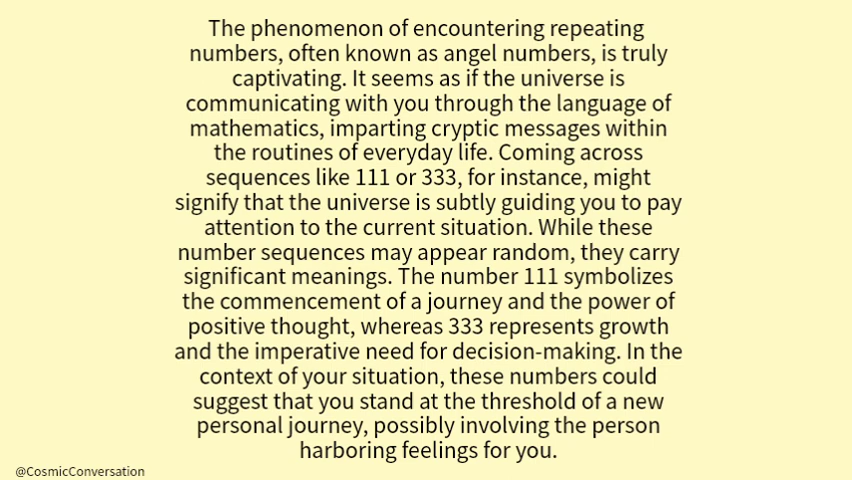 The phenomenon of encountering repeating
numbers, often known as angel numbers, is truly
captivating. It seems as if the universe is
communicating with you through the language of
mathematics, imparting cryptic messages within
the routines of everyday life. Coming across
sequences like 111 or 333, for instance, might
signify that the universe is subtly guiding you to pay
attention to the current situation. While these
number sequences may appear random, they carry
significant meanings. The number 111 symbolizes
the commencement of a journey and the power of
positive thought, whereas 333 represents growth
and the imperative need for decision-making. In the
context of your situation, these numbers could
suggest that you stand at the threshold of a new
personal journey, possibly involving the person
harboring feelings for you.
@CosmicConversation